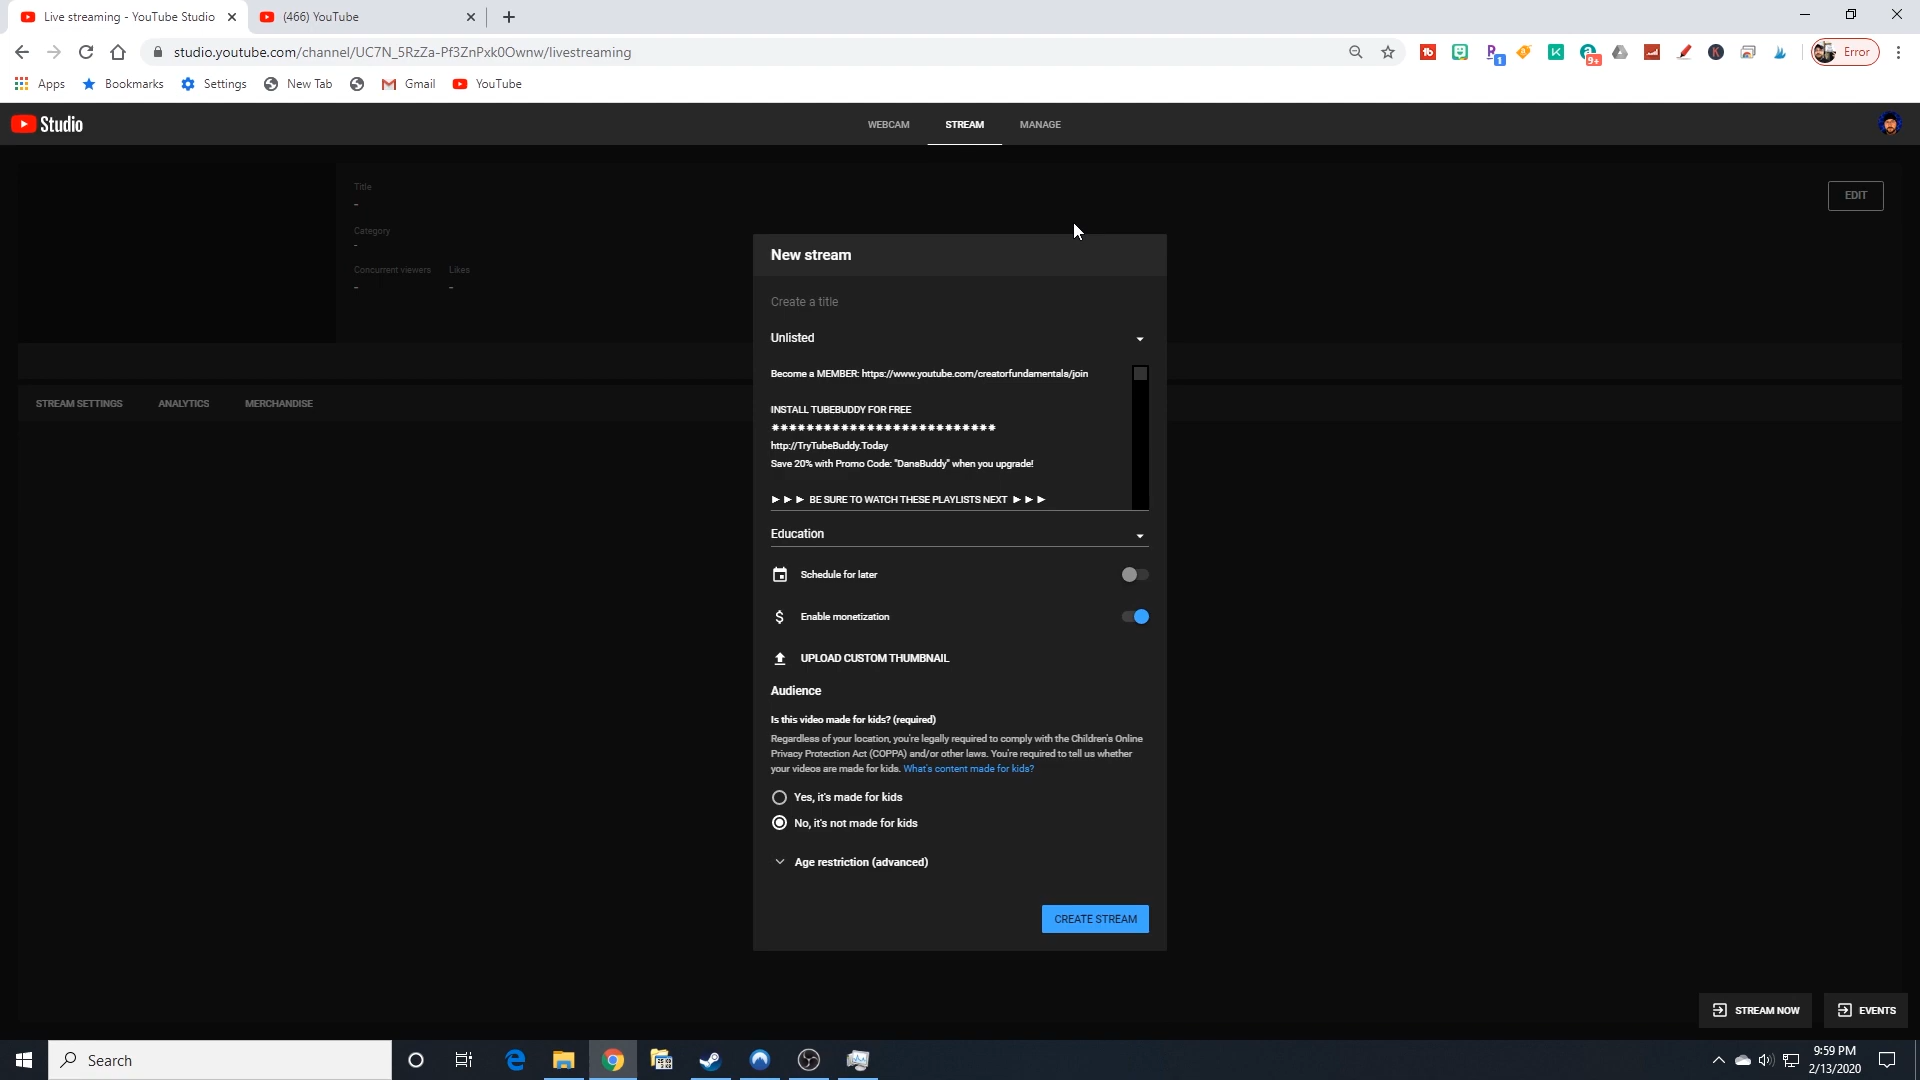 Live streaming - YouTube Studio
(466) YouTube
studio.youtube.com/channel/UC7N_5RzZa-Pf3ZnPxk0Ownw/livestreaming
Error
Apps
Bookmarks
Settings
New Tab
Gmail
YouTube
Studio
WEBCAM
STREAM
MANAGE
Title
-
EDIT
Category
-
Concurrent viewers
Likes
-
-
STREAM SETTINGS
ANALYTICS
MERCHANDISE
New stream
Create a title
Unlisted
Become a MEMBER: https://www.youtube.com/creatorfundamentals/join
INSTALL TUBEBUDDY FOR FREE
*************************
http://TryTubeBuddy.Today
Save 20% with Promo Code: "DansBuddy" when you upgrade!
►►► BE SURE TO WATCH THESE PLAYLISTS NEXT ►►►
Education
Schedule for later
Enable monetization
UPLOAD CUSTOM THUMBNAIL
Audience
Is this video made for kids? (required)
Regardless of your location, you're legally required to comply with the Children's Online
Privacy Protection Act (COPPA) and/or other laws. You're required to tell us whether
your videos are made for kids. What's content made for kids?
Yes, it's made for kids
No, it's not made for kids
Age restriction (advanced)
CREATE STREAM
STREAM NOW
EVENTS
Search
9:59 PM
2/13/2020